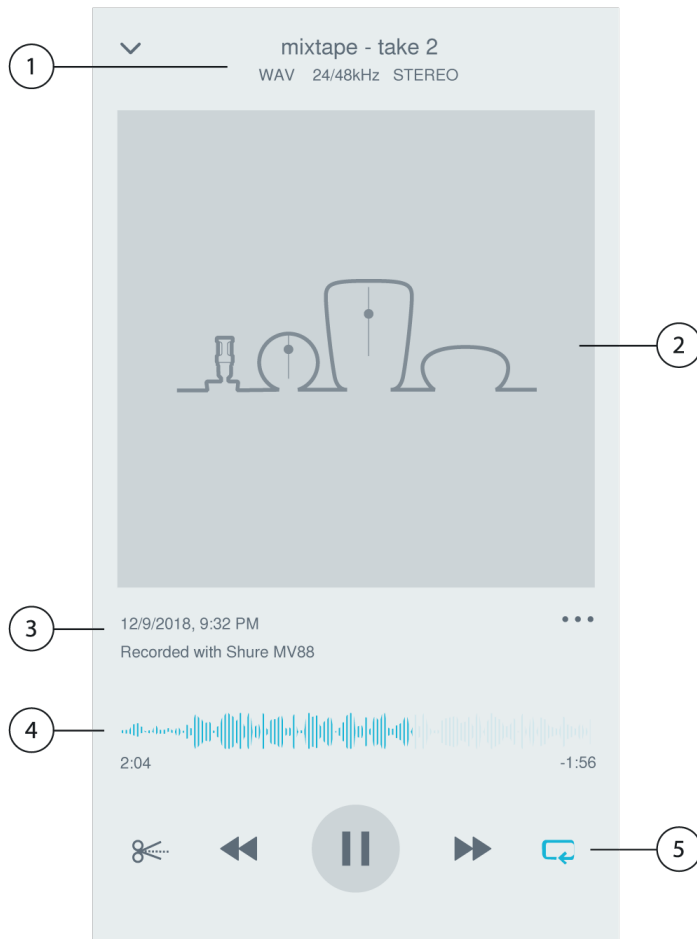 1
mixtape - take 2
WAV 24/48kHz STEREO
2
3
12/9/2018, 9:32 PM
Recorded with Shure MV88
4
2:04
-1:56
5